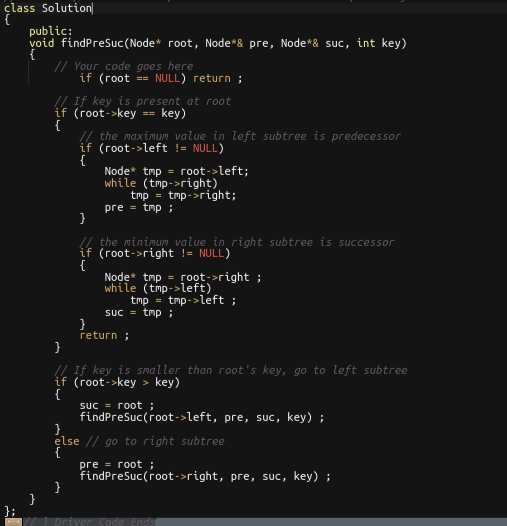 class Solution
{
    public:
    void findPreSuc(Node* root, Node*& pre, Node*& suc, int key)
    {
        // Your code goes here
            if (root == NULL) return ;

        // If key is present at root
        if (root->key == key)
        {
            // the maximum value in left subtree is predecessor
            if (root->left != NULL)
            {
                Node* tmp = root->left;
                while (tmp->right)
                    tmp = tmp->right;
                pre = tmp ;
            }

            // the minimum value in right subtree is successor
            if (root->right != NULL)
            {
                Node* tmp = root->right ;
                while (tmp->left)
                    tmp = tmp->left ;
                suc = tmp ;
            }
            return ;
        }

        // If key is smaller than root's key, go to left subtree
        if (root->key > key)
        {
            suc = root ;
            findPreSuc(root->left, pre, suc, key) ;
        }
        else // go to right subtree
        {
            pre = root ;
            findPreSuc(root->right, pre, suc, key) ;
        }
    }
};
// } Driver Code Ends